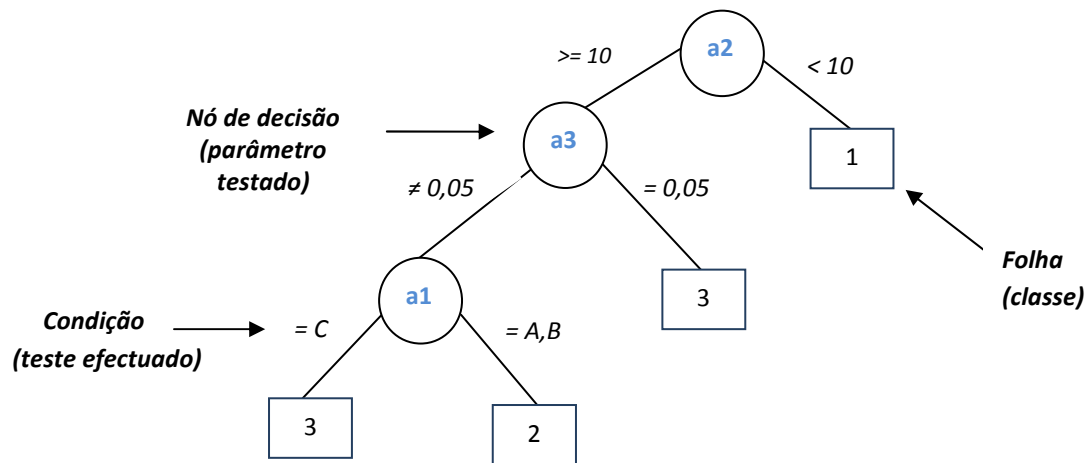 a2
>= 10
< 10
Nó de decisão
(parâmetro
testado)
a3
1
≠ 0,05
= 0,05
Folha
(classe)
a1
3
Condição
(teste efectuado)
= C
= A,B
3
2